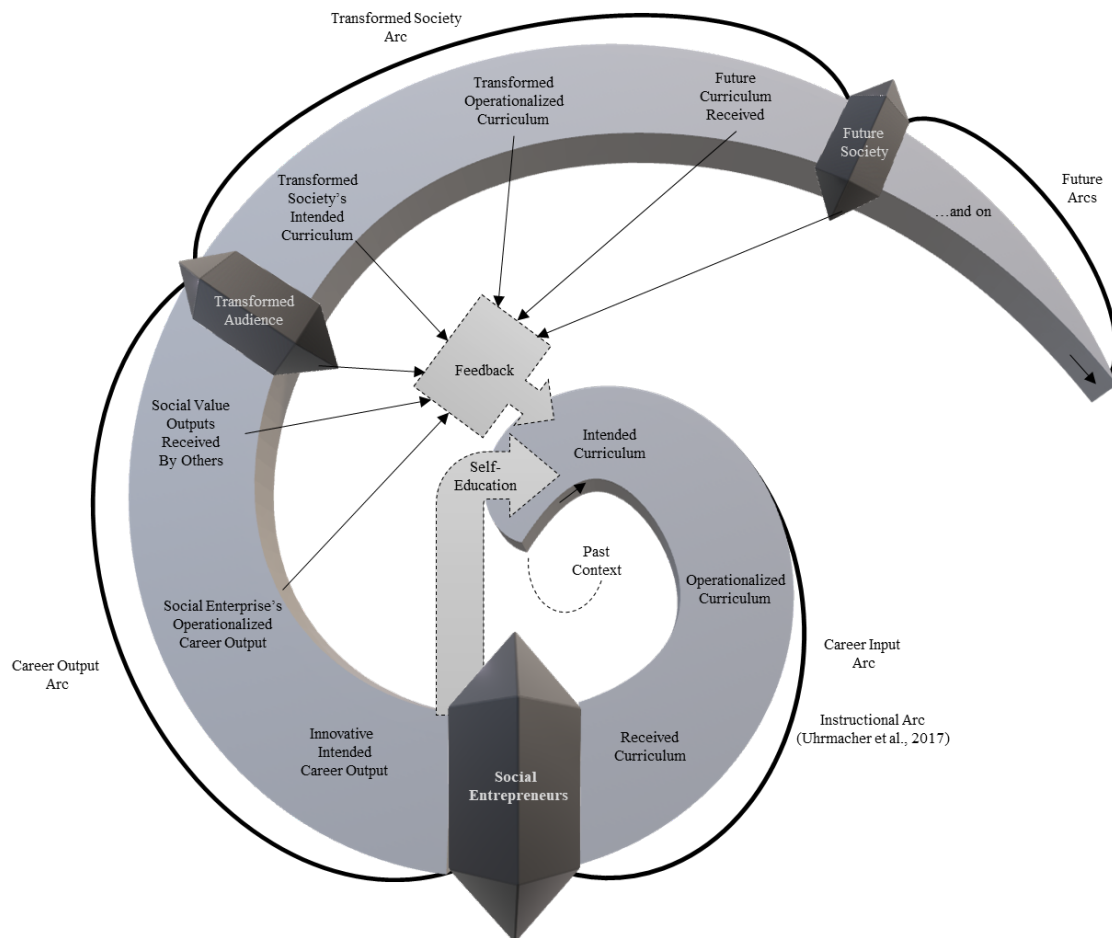 Transformed Society
Arc
Transformed
Operationalized
Curriculum
Future
Curriculum
Received
Future
Society
Future
Arcs
…and on
Transformed
Society’s
Intended
Curriculum
Transformed
Audience
Feedback
Social Value
Outputs
Received
By Others
Intended
Curriculum
Self-
Education
Past
Context
Operationalized
Curriculum
Social Enterprise’s
Operationalized
Career Output
Career Output
Arc
Career Input
Arc
Instructional Arc
(Uhrmacher et al., 2017)
Innovative
Intended
Career Output
Received
Curriculum
Social
Entrepreneurs